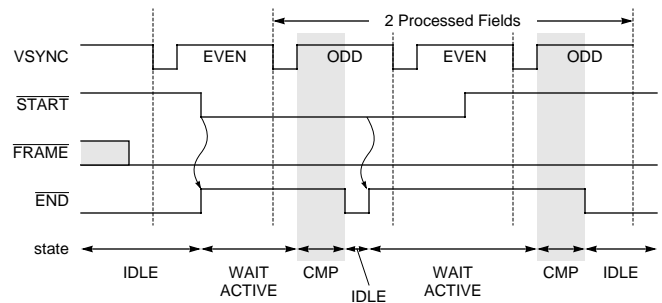 2 Processed Fields
VSYNC EVEN ODD EVEN ODD
START
FRAME
END
state
IDLE WAIT ACTIVE CMP IDLE WAIT ACTIVE CMP IDLE